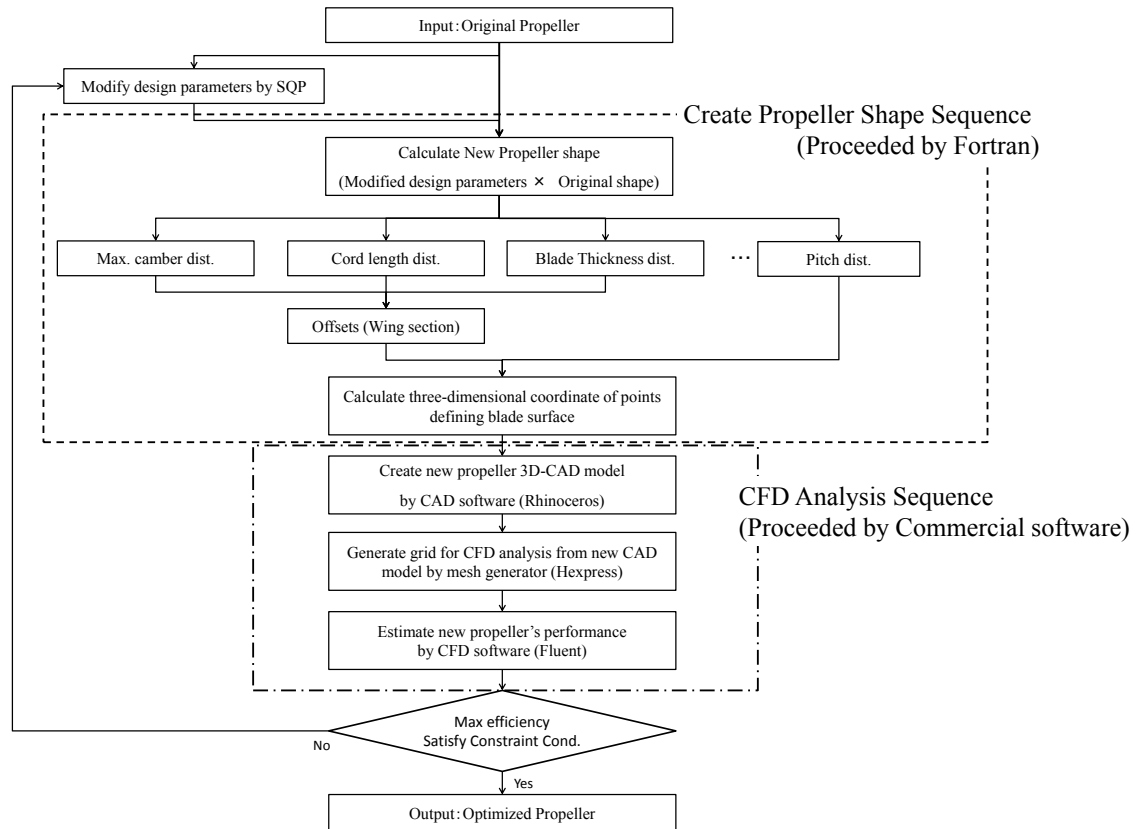 Input：Original Propeller
Modify design parameters by SQP
Create Propeller Shape Sequence
(Proceeded by Fortran)
Calculate New Propeller shape
(Modified design parameters × Original shape)
Max. camber dist.
Cord length dist.
Blade Thickness dist.
…
Pitch dist.
Offsets (Wing section)
Calculate three-dimensional coordinate of points
defining blade surface
Create new propeller 3D-CAD model
by CAD software (Rhinoceros)
CFD Analysis Sequence
(Proceeded by Commercial software)
Generate grid for CFD analysis from new CAD
model by mesh generator (Hexpress)
Estimate new propeller’s performance
by CFD software (Fluent)
Max efficiency
Satisfy Constraint Cond.
No
Yes
Output：Optimized Propeller